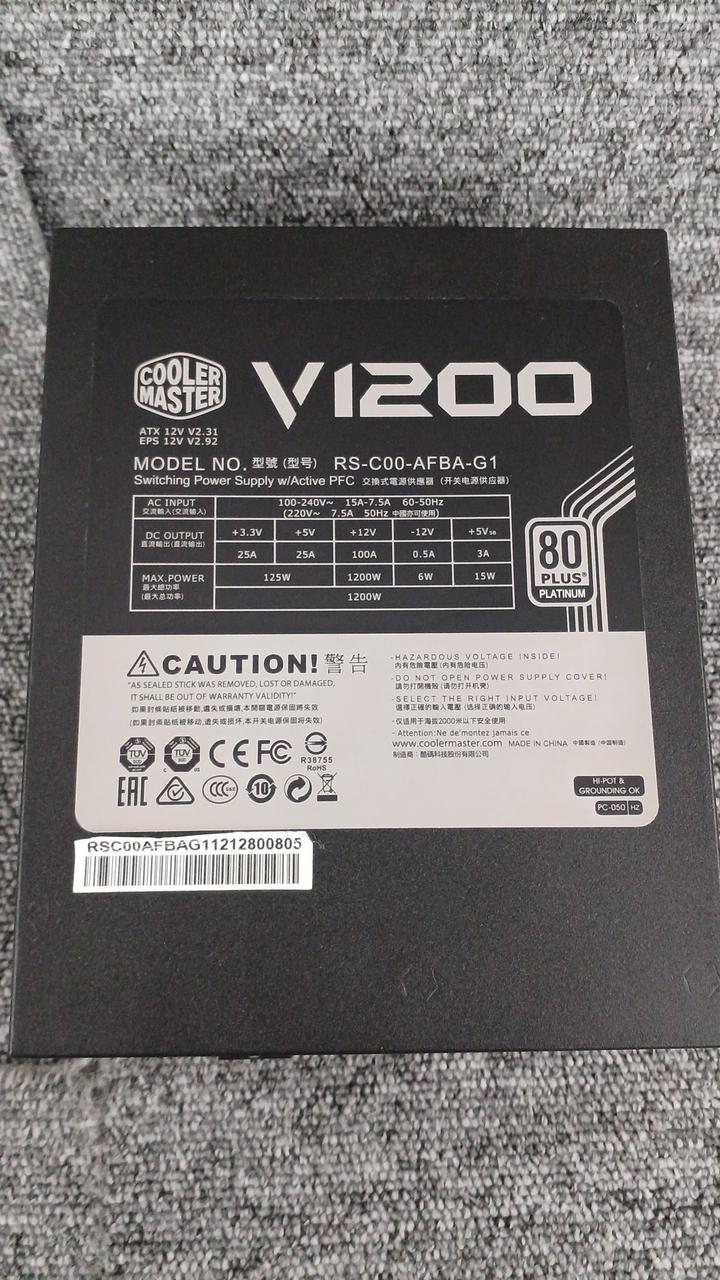 COOLER
MASTER
V1200
ATX 12V V2.31
EPS 12V V2.92
MODEL NO. 型號 (型号) RS-C00-AFBA-G1
Switching Power Supply w/Active PFC 交換式電源供應器 (开关电源供应器)
AC INPUT 100-240V~ 15A-7.5A 60-50Hz
交流輸入(交流输入) (220V~ 7.5A 50Hz 中國亦可使用)
DC OUTPUT +3.3V +5V +12V -12V +5VSB
直流輸出(直流输出) 25A 25A 100A 0.5A 3A
MAX.POWER 125W 1200W 6W 15W
最大總功率
(最大总功率) 1200W
80
PLUS®
PLATINUM
CAUTION! 警告
"AS SEALED STICK WAS REMOVED, LOST OR DAMAGED,
IT SHALL BE OUT OF WARRANTY VALIDITY!"
如果封條貼紙被移動,遺失或損壞,本開關電源保固將失效
(如果封条贴纸被移动,遗失或损坏,本开关电源保固将失效)
-HAZARDOUS VOLTAGE INSIDE!
內有危險電壓 (内有危险电压)
-DO NOT OPEN POWER SUPPLY COVER!
請勿打開機殼 (请勿打开机壳)
-SELECT THE RIGHT INPUT VOLTAGE!
選擇正確的輸入電壓 (选择正确的输入电压)
-仅适用于海拔2000米以下安全使用
- Attention:Ne de'montez jamais ce
www.coolermaster.com MADE IN CHINA 中國製造 (中国制造)
制造商: 酷碼科技股份有限公司
TÜV TÜV CE FC
C US
R38755
RoHS
EAC CCC S&E 10
HI-POT &
GROUNDING OK
PC-050 HZ
RSC00AFBAG11212800805